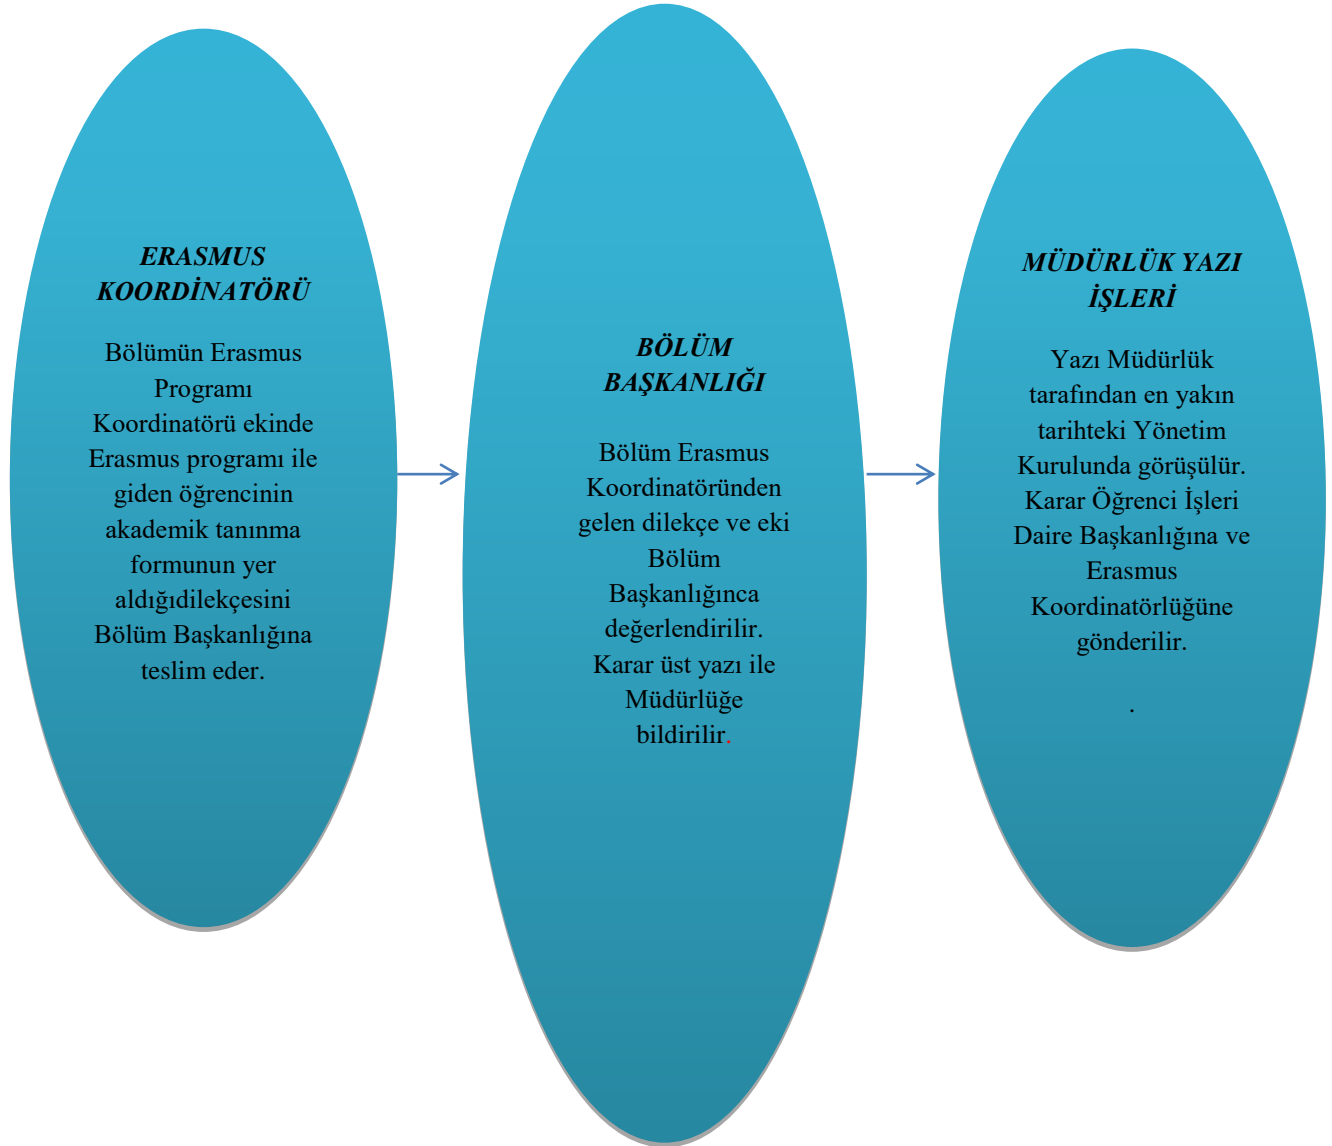 ERASMUS
KOORDİNATÖRÜ
Bölümün Erasmus
Programı
Koordinatörü ekinde
Erasmus programı ile
giden öğrencinin
akademik tanınma
formunun yer
aldığıdilekçesini
Bölüm Başkanlığına
teslim eder.
BÖLÜM
BAŞKANLIĞI
Bölüm Erasmus
Koordinatöründen
gelen dilekçe ve eki
Bölüm
Başkanlığınca
değerlendirilir.
Karar üst yazı ile
Müdürlüğe
bildirilir.
MÜDÜRLÜK YAZI
İŞLERİ
Yazı Müdürlük
tarafından en yakın
tarihteki Yönetim
Kurulunda görüşülür.
Karar Öğrenci İşleri
Daire Başkanlığına ve
Erasmus
Koordinatörlüğüne
gönderilir.
.